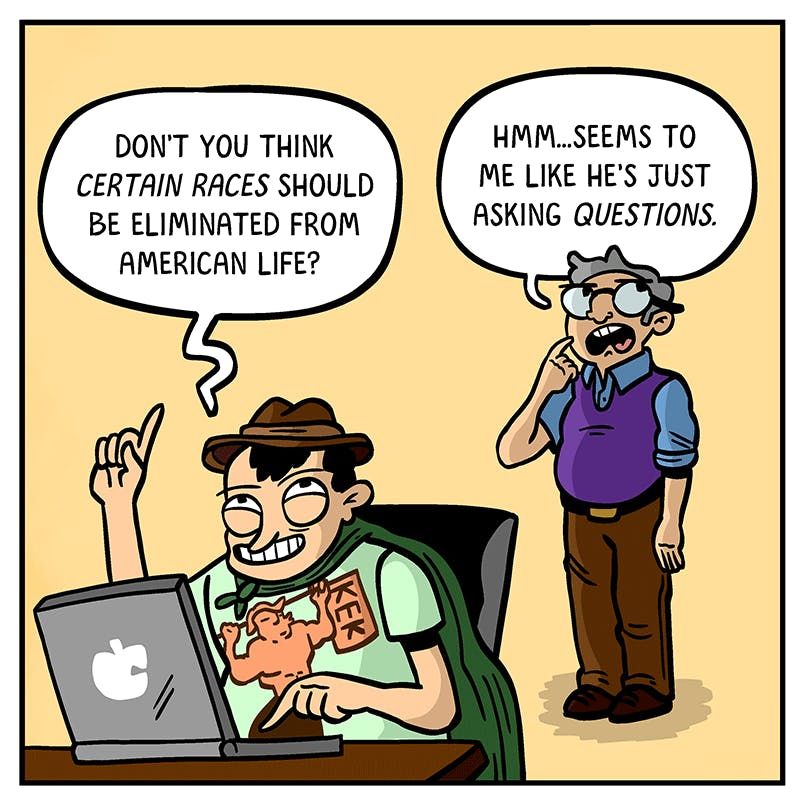 DON'T YOU THINK
CERTAIN RACES SHOULD
BE ELIMINATED FROM
AMERICAN LIFE?
HMM...SEEMS TO
ME LIKE HE'S JUST
ASKING QUESTIONS.
KEK